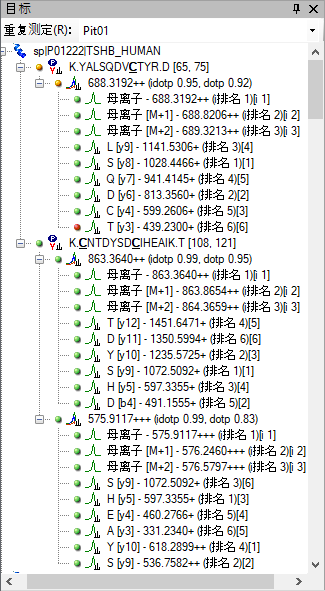 目标
重复测定(R): Pit01
sp|P01222|TSHB_HUMAN
K.YALSQDVCTYR.D [65, 75]
688.3192++ (idotp 0.95, rdotp 0.92)
母离子 - 688.3192++ (排名 1)[i 1]
母离子 [M+1] - 688.8206++ (排名 2)[i 2]
母离子 [M+2] - 689.3213++ (排名 3)[i 3]
L [y9] - 1141.5306+ (排名 3)[4]
S [y8] - 1028.4466+ (排名 1)[1]
Q [y7] - 941.4145+ (排名 4)[5]
D [y6] - 813.3560+ (排名 2)[2]
C [y4] - 599.2606+ (排名 5)[3]
T [y3] - 439.2300+ (排名 6)[6]
K.CNTDYSDCIHEAIK.T [108, 121]
863.3640++ (idotp 0.99, rdotp 0.95)
母离子 - 863.3640++ (排名 1)[i 1]
母离子 [M+1] - 863.8654++ (排名 2)[i 2]
母离子 [M+2] - 864.3659++ (排名 3)[i 3]
T [y12] - 1451.6471+ (排名 4)[5]
D [y11] - 1350.5994+ (排名 6)[6]
Y [y10] - 1235.5725+ (排名 2)[3]
S [y9] - 1072.5092+ (排名 1)[1]
H [y5] - 597.3355+ (排名 3)[4]
D [b4] - 491.1555+ (排名 5)[2]
575.9117+++ (idotp 0.99, rdotp 0.83)
母离子 - 575.9117+++ (排名 1)[i 1]
母离子 [M+1] - 576.2460+++ (排名 2)[i 2]
母离子 [M+2] - 576.5797+++ (排名 3)[i 3]
S [y9] - 1072.5092+ (排名 3)[6]
H [y5] - 597.3355+ (排名 1)[3]
E [y4] - 460.2766+ (排名 5)[4]
A [y3] - 331.2340+ (排名 6)[5]
Y [y10] - 618.2899++ (排名 4)[1]
S [y9] - 536.7582++ (排名 2)[2]